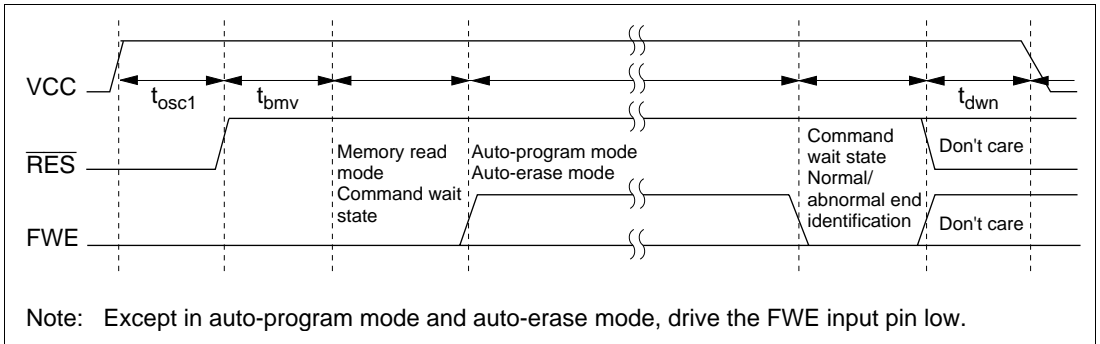 VCC
tosc1
tbmv
tdwn
RES
Memory read
mode
Command wait
state
Auto-program mode
Auto-erase mode
Command
wait state
Normal/
abnormal end
identification
Don't care
FWE
Don't care
Note: Except in auto-program mode and auto-erase mode, drive the FWE input pin low.